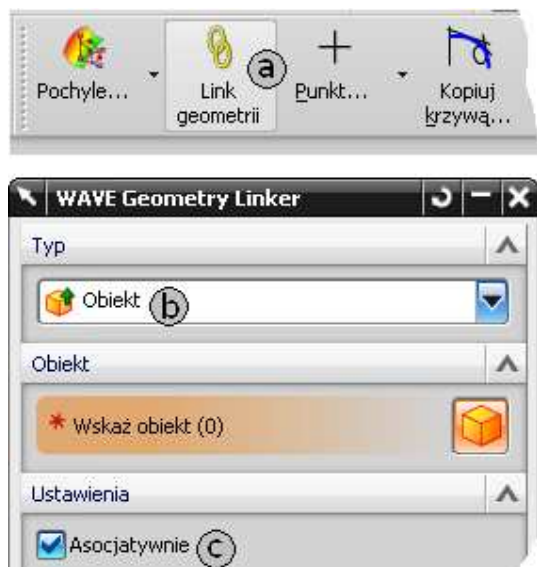 Pochyle... Link geometrii Punkt... Kopiuj krzywą...
a
WAVE Geometry Linker
Typ
Obiekt b
Obiekt
* Wskaż obiekt (0)
Ustawienia
Asocjatywnie c